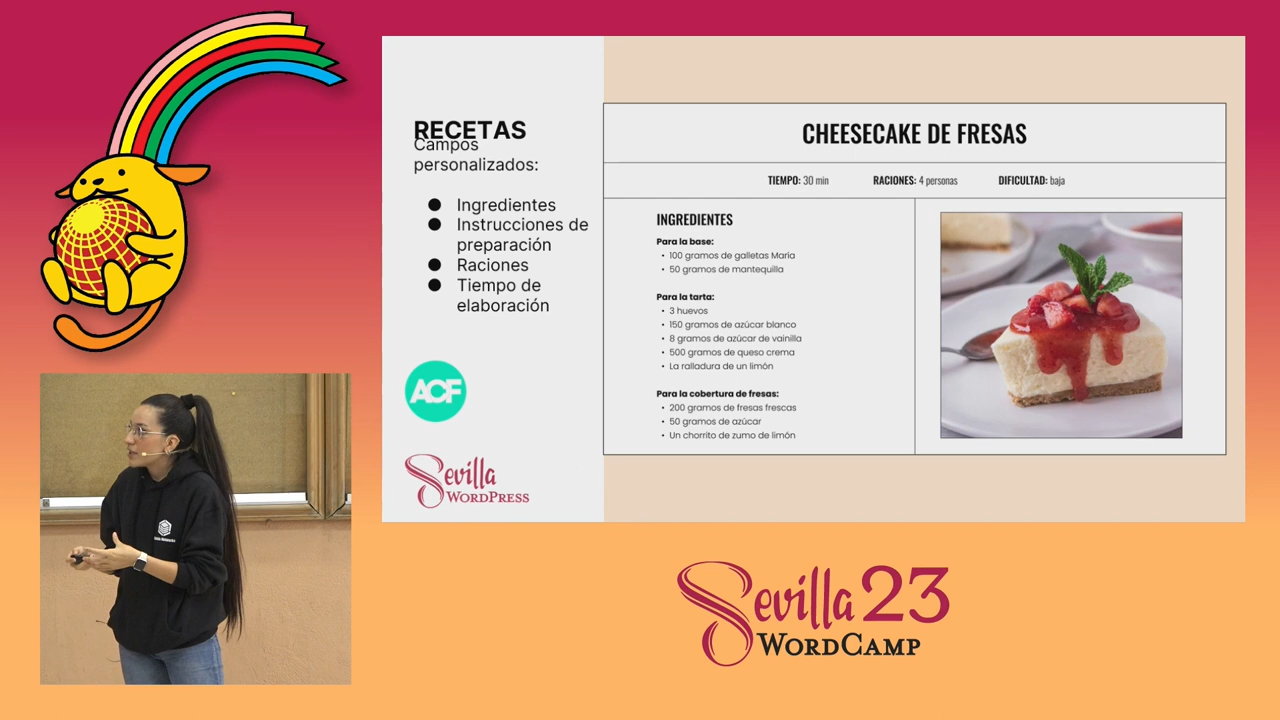 RECETAS
Campos
personalizados:
● Ingredientes
● Instrucciones de
preparación
● Raciones
● Tiempo de
elaboración
ACF
Sevilla
WORDPRESS
CHEESECAKE DE FRESAS
TIEMPO: 30 min RACIONES: 4 personas DIFICULTAD: baja
INGREDIENTES
Para la base:
• 100 gramos de galletas María
• 50 gramos de mantequilla
Para la tarta:
• 3 huevos
• 150 gramos de azúcar blanco
• 8 gramos de azúcar de vainilla
• 500 gramos de queso crema
• La ralladura de un limón
Para la cobertura de fresas:
• 200 gramos de fresas frescas
• 50 gramos de azúcar
• Un chorrito de zumo de limón
Sevilla 23
WORDCAMP